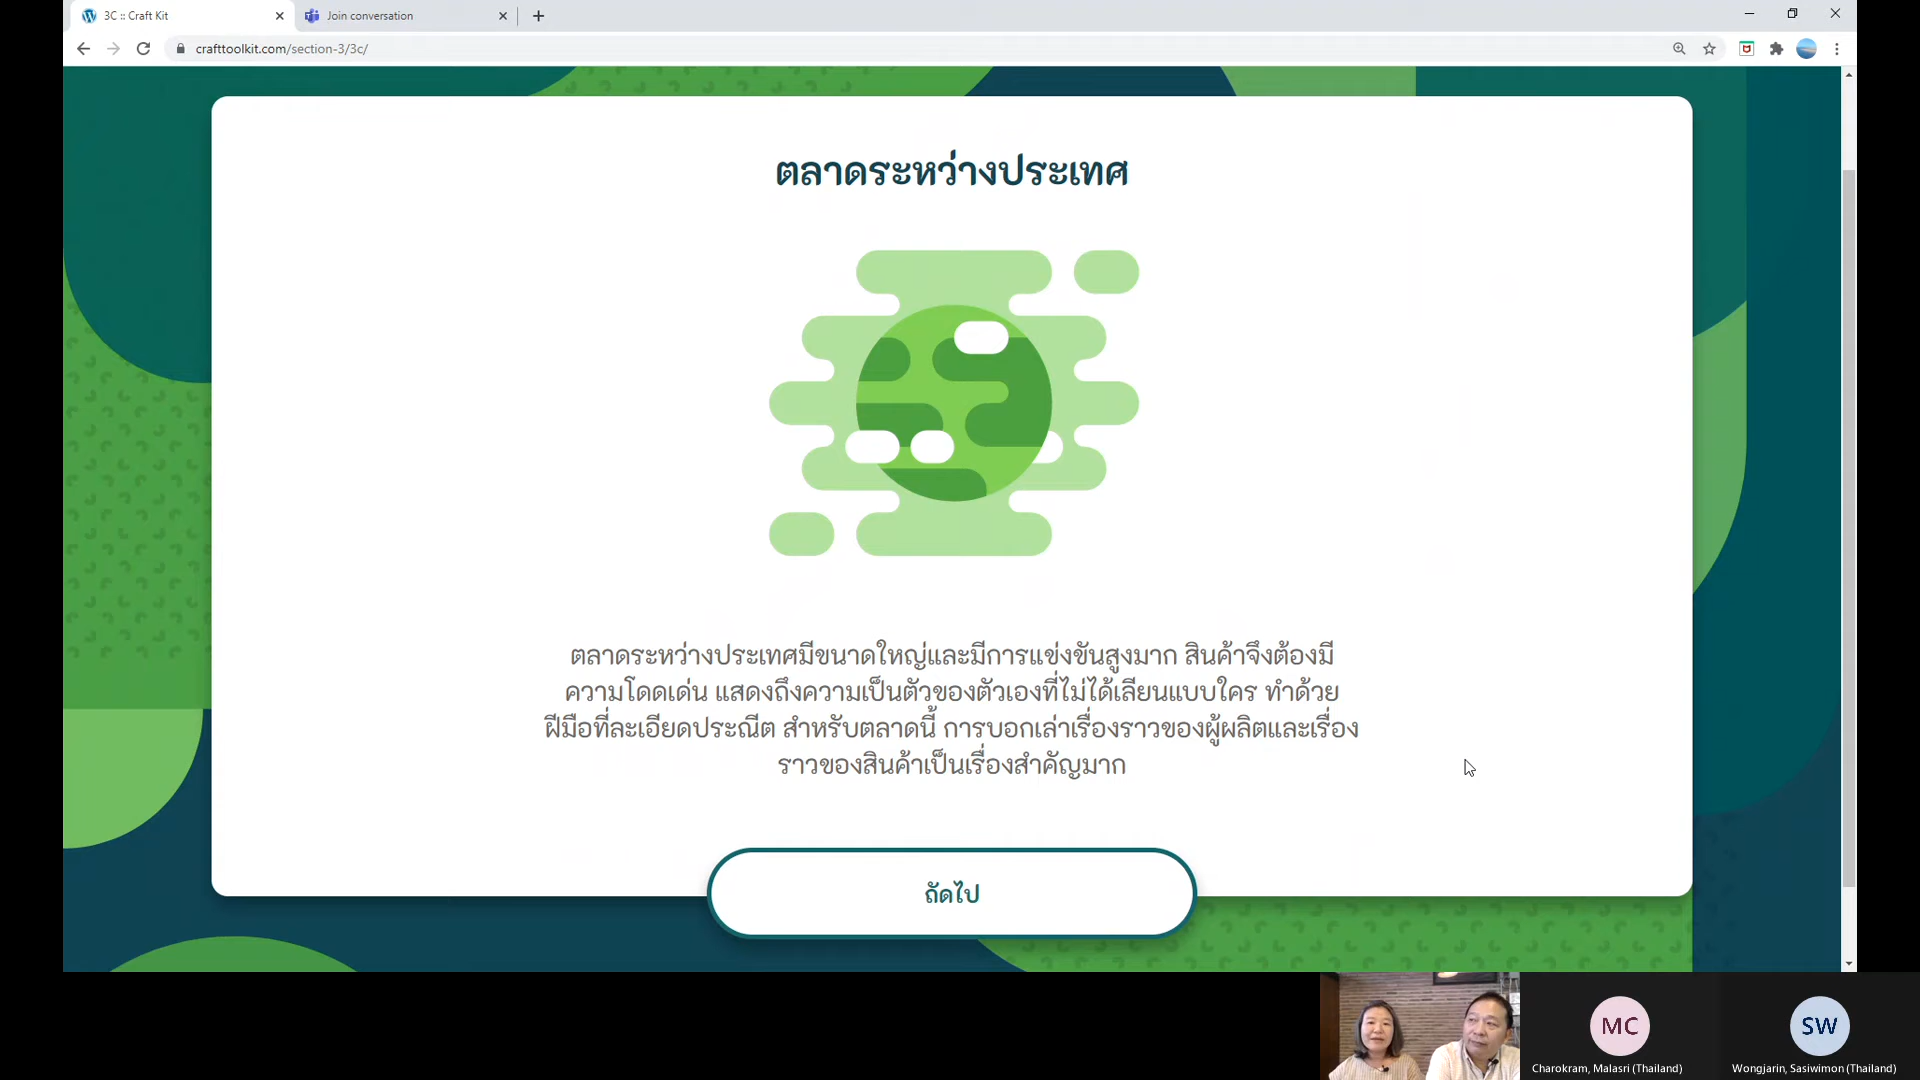 3C :: Craft Kit
Join conversation
crafttoolkit.com/section-3/3c/
ตลาดระหว่างประเทศ
ตลาดระหว่างประเทศมีขนาดใหญ่และมีการแข่งขันสูงมาก สินค้าจึงต้องมี
ความโดดเด่น แสดงถึงความเป็นตัวของตัวเองที่ไม่ได้เลียนแบบใคร ทำด้วย
ฝีมือที่ละเอียดประณีต สำหรับตลาดนี้ การบอกเล่าเรื่องราวของผู้ผลิตและเรื่อง
ราวของสินค้าเป็นเรื่องสำคัญมาก
ถัดไป
MC
SW
Charokram, Malasri (Thailand)
Wongjarin, Sasiwimon (Thailand)